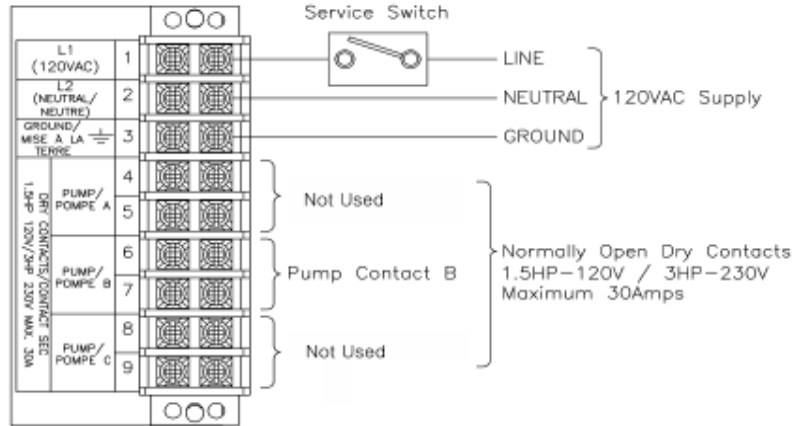 Service Switch
L1
(120VAC)
1
LINE
L2
(NEUTRAL/
NEUTRE)
2
NEUTRAL
120VAC Supply
GROUND/
MISE À LA
TERRE
3
GROUND
DRY CONTACTS/CONTACT SEC
1.5HP 120V/3HP 230V MAX. 30A
PUMP/
POMPE A
4
5
Not Used
PUMP/
POMPE B
6
7
Pump Contact B
Normally Open Dry Contacts
1.5HP-120V / 3HP-230V
Maximum 30Amps
PUMP/
POMPE C
8
9
Not Used